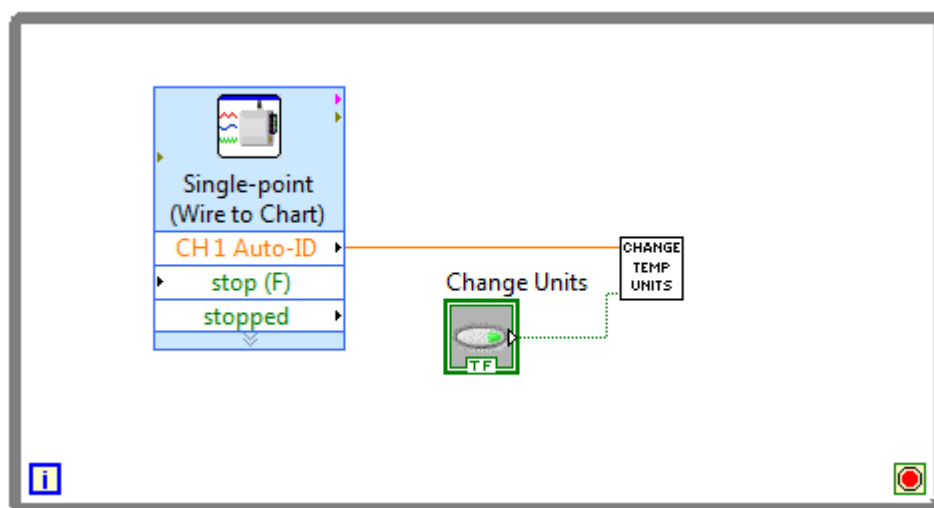 Single-point
(Wire to Chart)
CH 1 Auto-ID
stop (F)
stopped
Change Units
TF
CHANGE
TEMP
UNITS
i